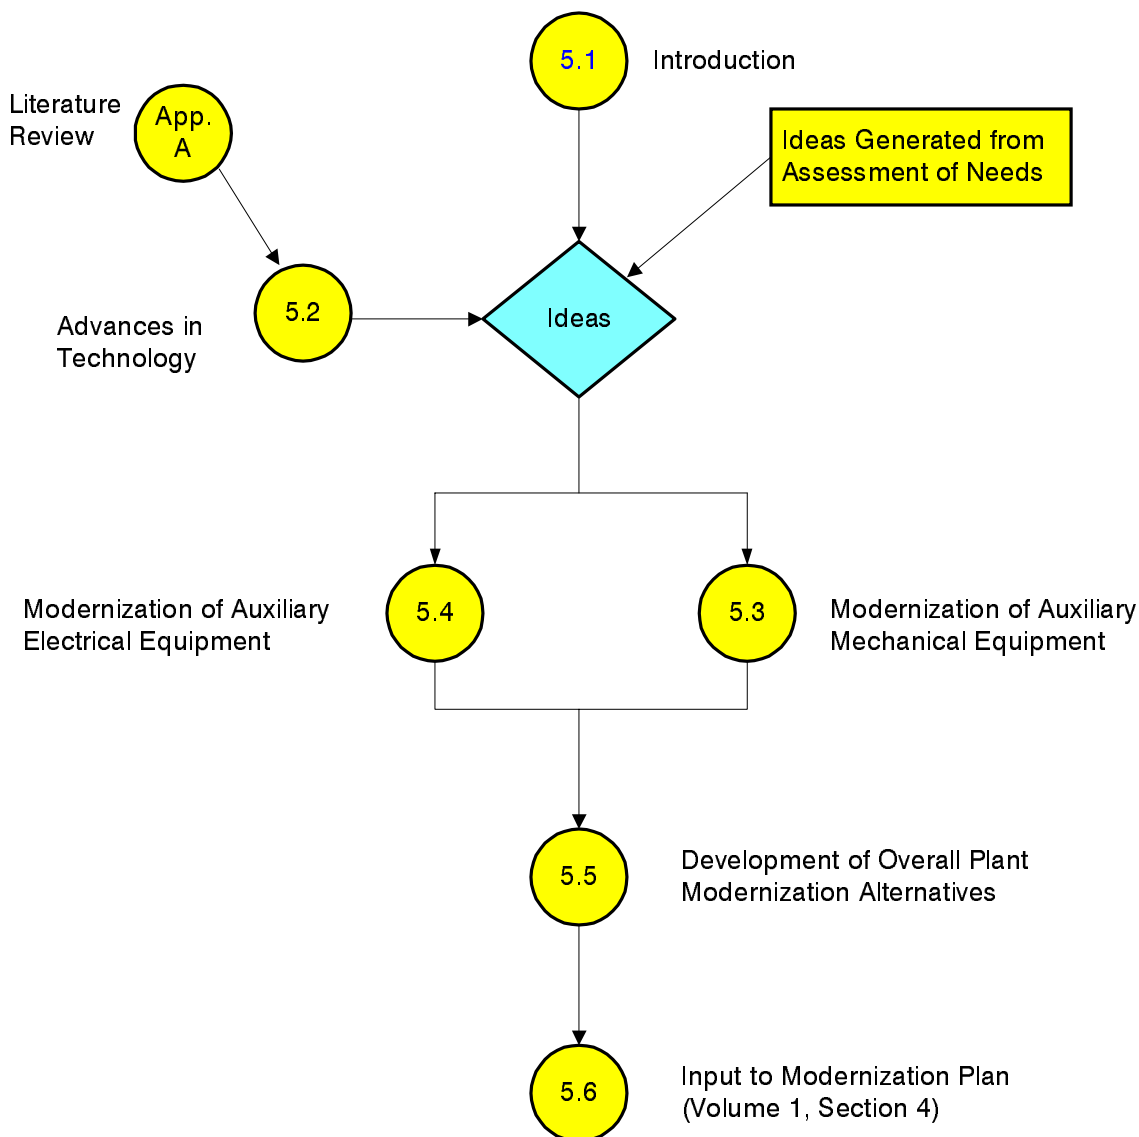 5.1
Introduction
Literature
Review
App.
A
Ideas Generated from
Assessment of Needs
5.2
Advances in
Technology
Ideas
Modernization of Auxiliary
Electrical Equipment
5.4
5.3
Modernization of Auxiliary
Mechanical Equipment
5.5
Development of Overall Plant
Modernization Alternatives
5.6
Input to Modernization Plan
(Volume 1, Section 4)